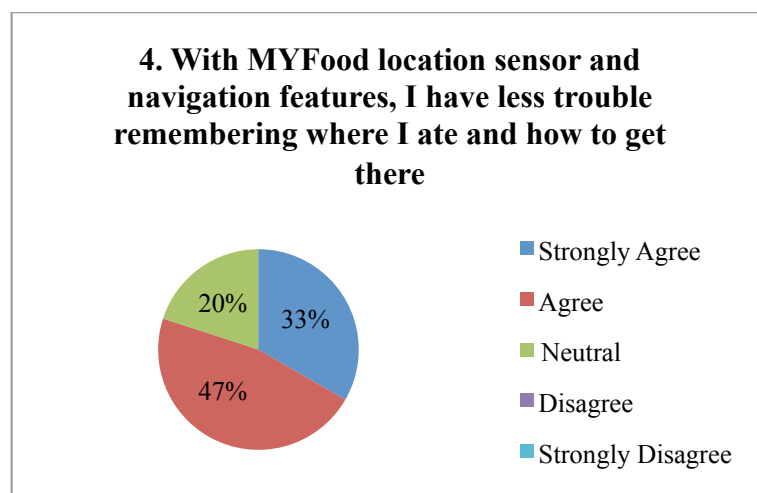 4. With MYFood location sensor and
navigation features, I have less trouble
remembering where I ate and how to get
there
20%
33%
47%
Strongly Agree
Agree
Neutral
Disagree
Strongly Disagree